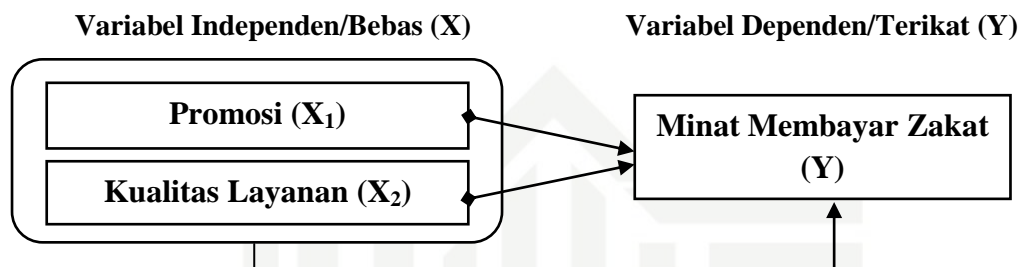 Variabel Independen/Bebas (X)
Variabel Dependen/Terikat (Y)
Promosi (X₁)
Kualitas Layanan (X₂)
Minat Membayar Zakat
(Y)